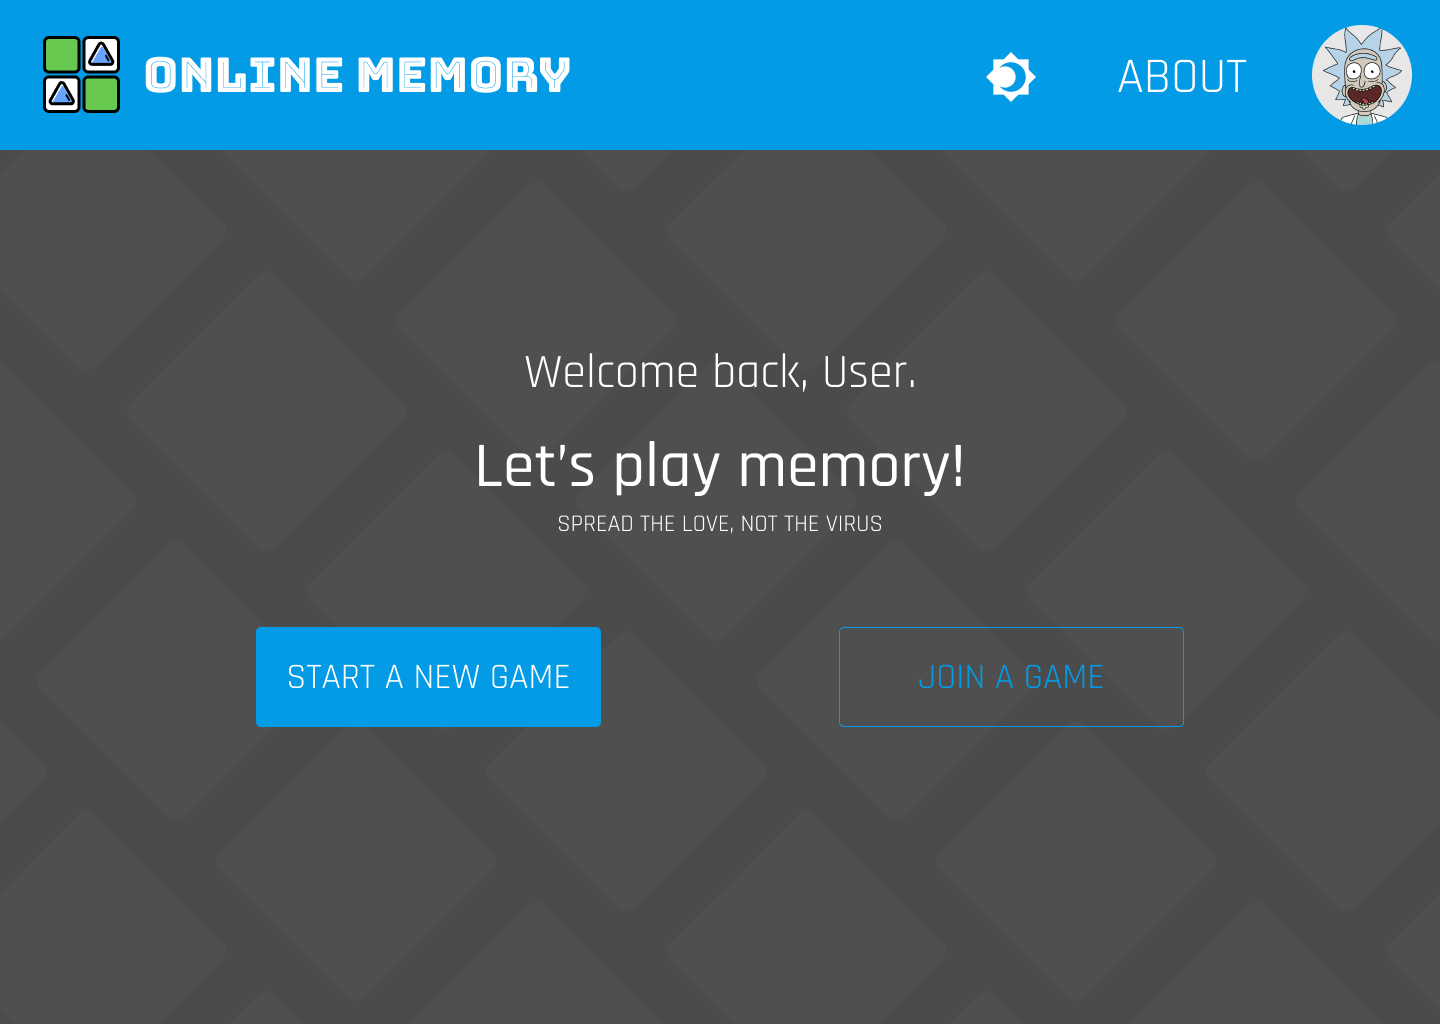 ONLINE MEMORY
ABOUT
Welcome back, User.
Let’s play memory!
SPREAD THE LOVE, NOT THE VIRUS
START A NEW GAME
JOIN A GAME